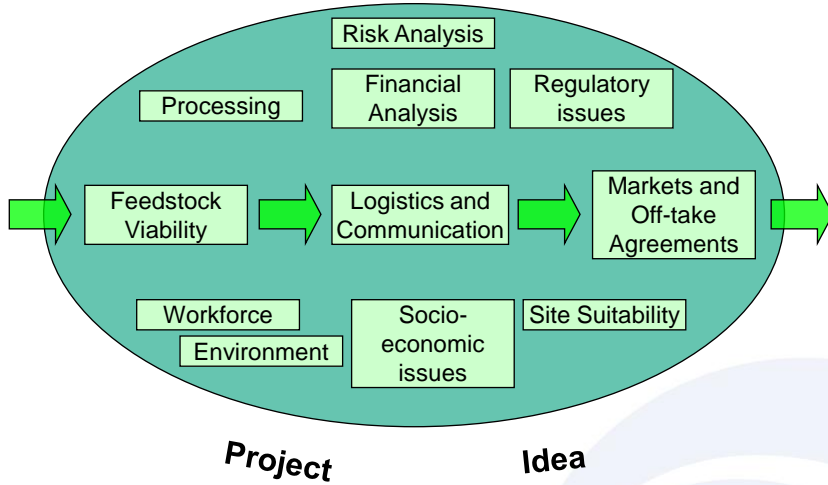 Risk Analysis
Processing
Financial
Analysis
Regulatory
issues
Feedstock
Viability
Logistics and
Communication
Markets and
Off-take
Agreements
Workforce
Environment
Socio-
economic
issues
Site Suitability
Project Idea